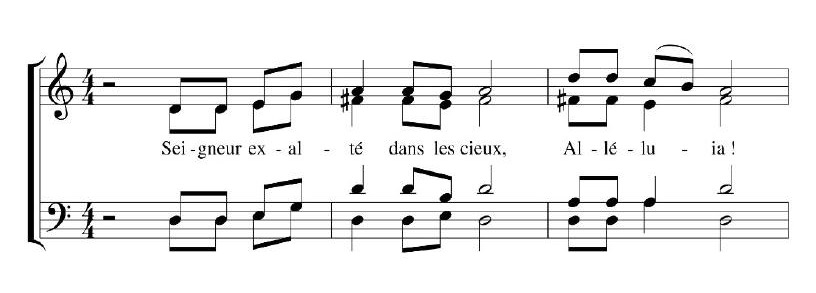 Sei - gneur ex - al - té dans les cieux, Al - lé - lu - ia !